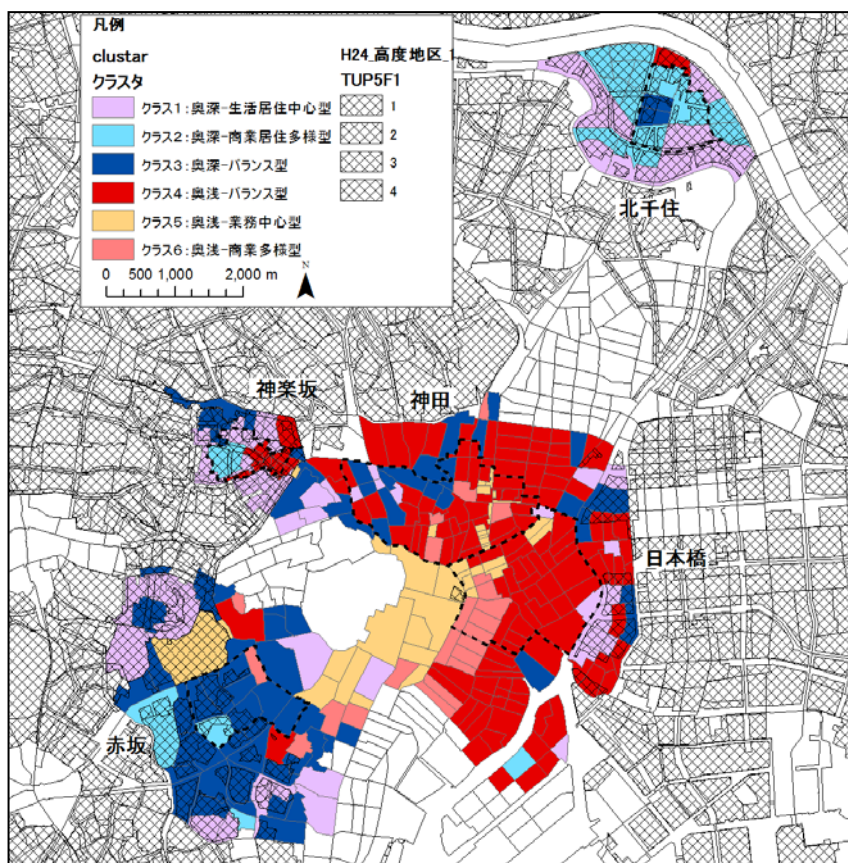 凡例
clustar
クラスタ
クラス1：奥深-生活居住中心型
クラス2：奥深-商業居住多様型
クラス3：奥深-バランス型
クラス4：奥浅-バランス型
クラス5：奥浅-業務中心型
クラス6：奥浅-商業多様型
H24_高度地区_1
TUP5F1
1
2
3
4
0 500 1,000 2,000 m
N
北千住
神楽坂
神田
日本橋
赤坂